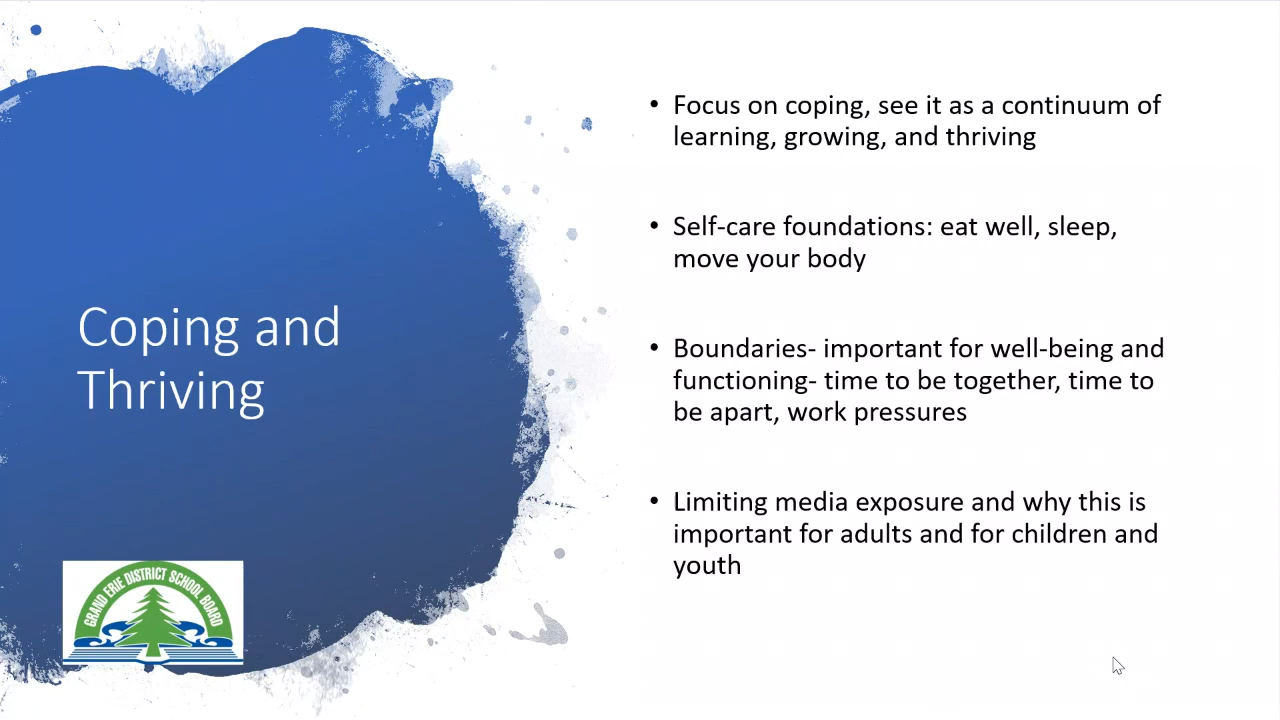 Coping and
Thriving
GRAND ERIE DISTRICT SCHOOL BOARD
• Focus on coping, see it as a continuum of
learning, growing, and thriving
• Self-care foundations: eat well, sleep,
move your body
• Boundaries- important for well-being and
functioning- time to be together, time to
be apart, work pressures
• Limiting media exposure and why this is
important for adults and for children and
youth